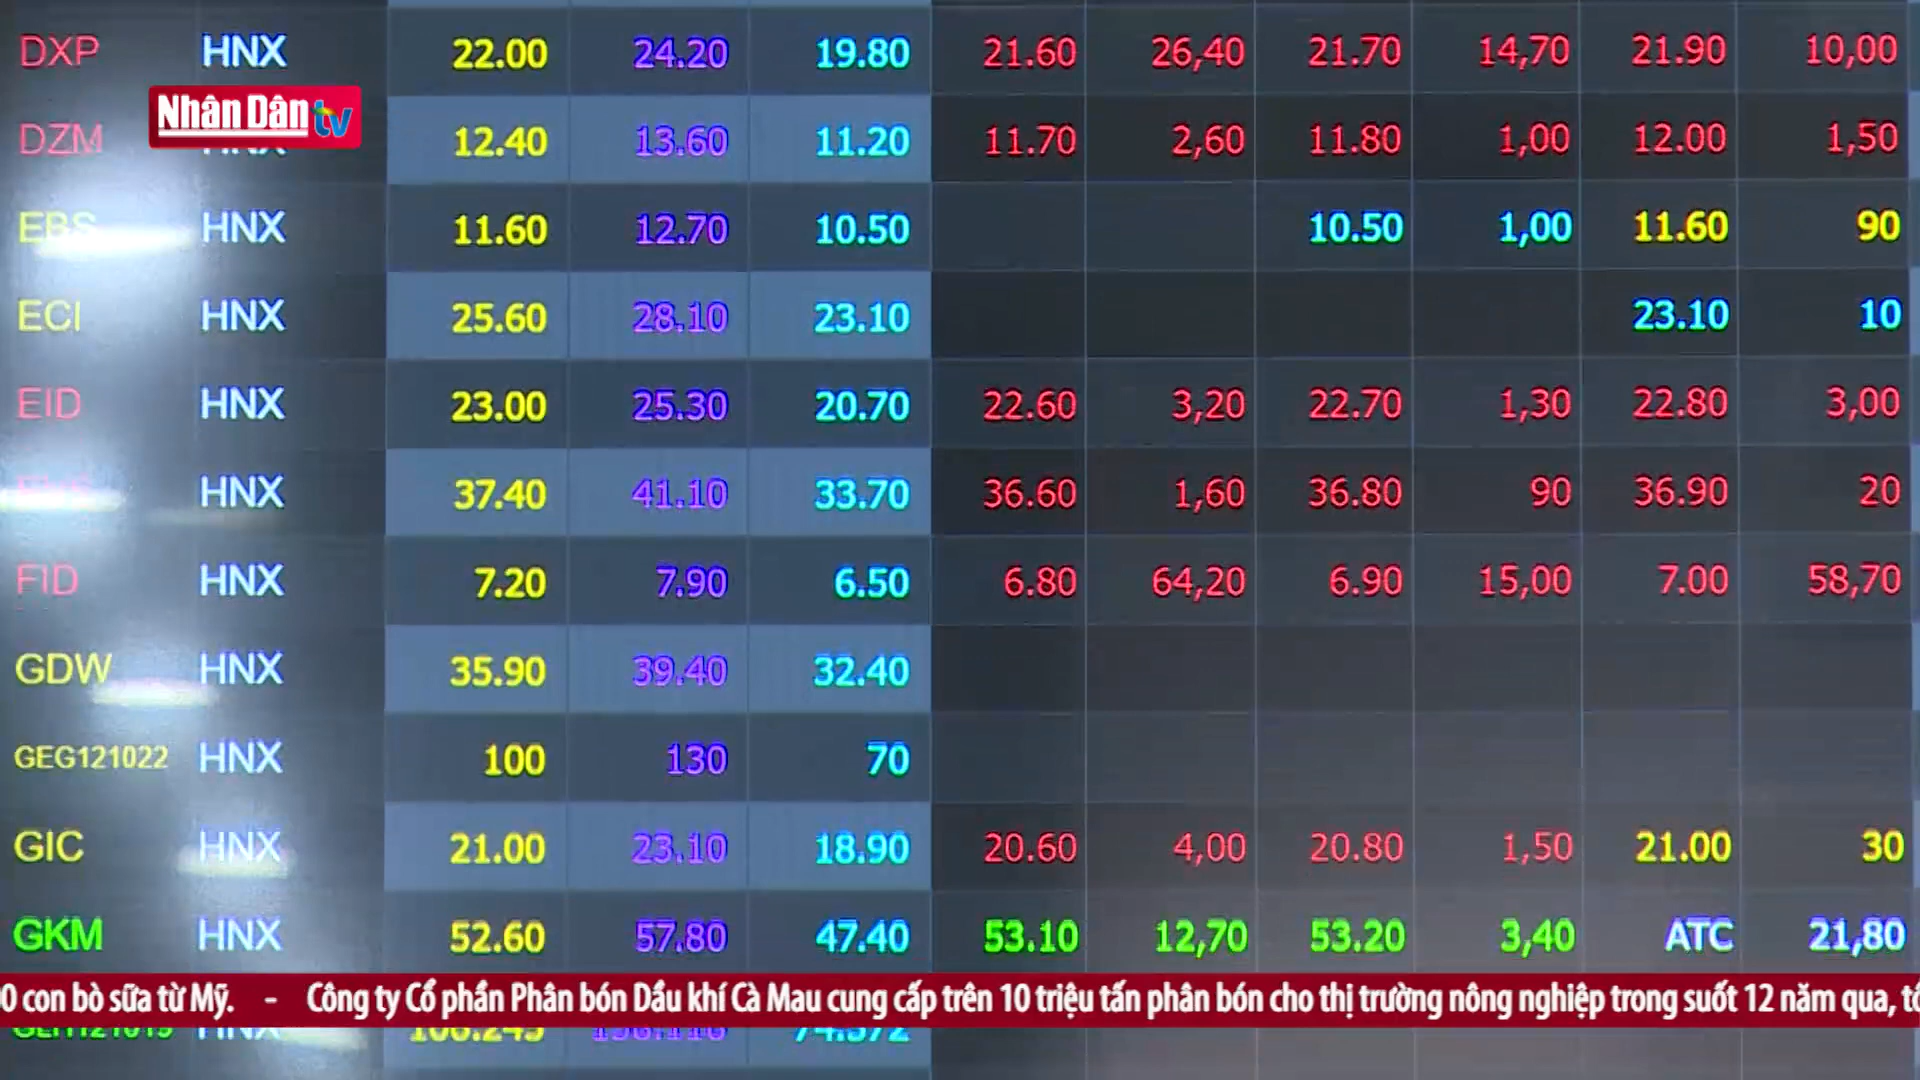 DXP HNX 22.00 24.20 19.80 21.60 26,40 21.70 14,70 21.90 10,00
Nhân Dân tv
DZM HNX 12.40 13.60 11.20 11.70 2,60 11.80 1,00 12.00 1,50
EBS HNX 11.60 12.70 10.50 10.50 1,00 11.60 90
ECI HNX 25.60 28.10 23.10 23.10 10
EID HNX 23.00 25.30 20.70 22.60 3,20 22.70 1,30 22.80 3,00
HNX 37.40 41.10 33.70 36.60 1,60 36.80 90 36.90 20
FID HNX 7.20 7.90 6.50 6.80 64,20 6.90 15,00 7.00 58,70
GDW HNX 35.90 39.40 32.40
GEG121022 HNX 100 130 70
GIC HNX 21.00 23.10 18.90 20.60 4,00 20.80 1,50 21.00 30
GKM HNX 52.60 57.80 47.40 53.10 12,70 53.20 3,40 ATC 21,80
0 con bò sữa từ Mỹ. - Công ty Cổ phần Phân bón Dầu khí Cà Mau cung cấp trên 10 triệu tấn phân bón cho thị trường nông nghiệp trong suốt 12 năm qua, tổ
HNX